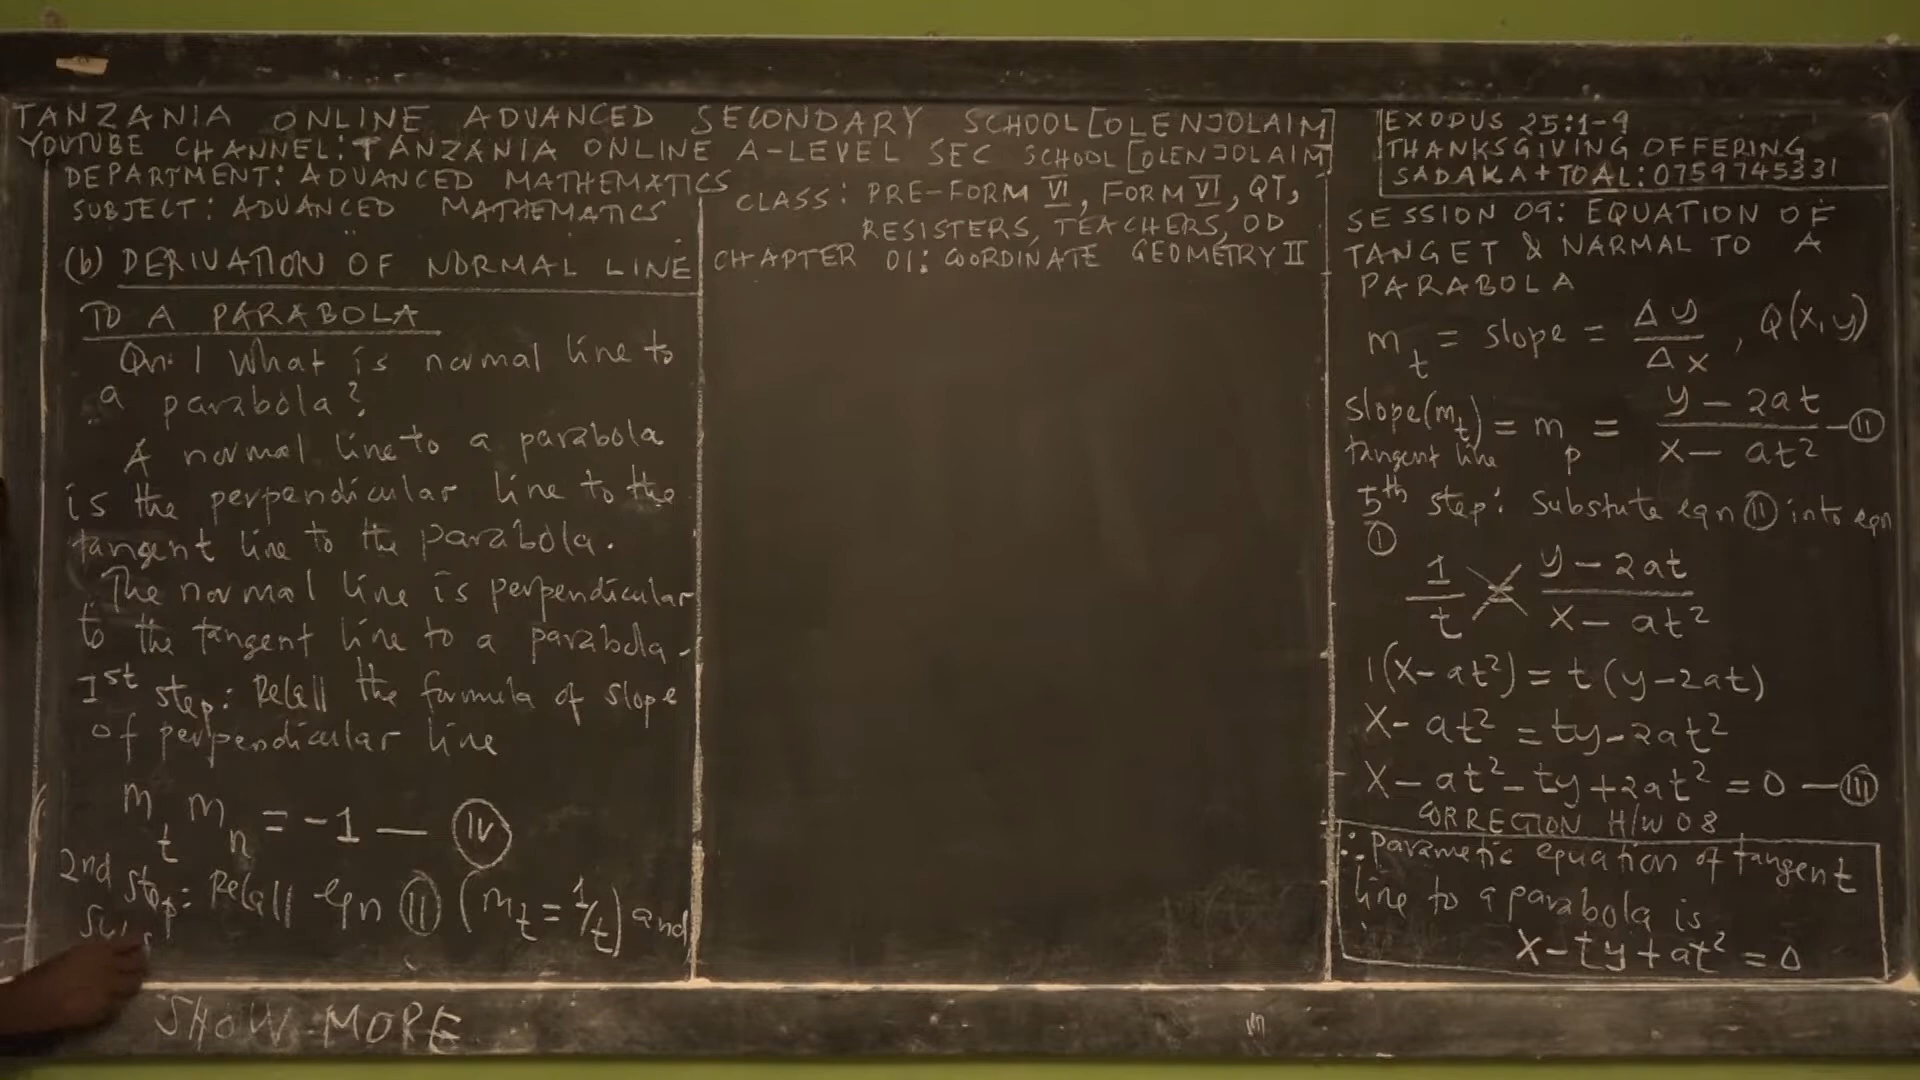 TANZANIA ONLINE ADVANCED SECONDARY SCHOOL [OLENJOLAIM]
YOUTUBE CHANNEL: TANZANIA ONLINE A-LEVEL SEC SCHOOL [OLENJOLAIM]
DEPARTMENT: ADVANCED MATHEMATICS
SUBJECT: ADVANCED MATHEMATICS
(b) DERIVATION OF NORMAL LINE
TO A PARABOLA
Qn: 1 What is normal line to
a parabola?
A normal line to a parabola
is the perpendicular line to the
tangent line to the parabola.
The normal line is perpendicular
to the tangent line to a parabola.
1st step: Recall the formula of slope
of perpendicular line
m_t m_n = -1 — (IV)
2nd step: Recall eqn (II) (m_t = 1/t) and
CLASS: PRE-FORM VI, FORM VI, QT,
RESISTERS, TEACHERS, OD
CHAPTER 01: COORDINATE GEOMETRY II
EXODUS 25:1-9
THANKSGIVING OFFERING
SADAKA + TOAL: 0759745331
SESSION 09: EQUATION OF
TANGET & NARMAL TO A
PARABOLA
m_t = slope = Δy/Δx, Q(x,y)
slope(m_t) = m_p = (y - 2at)/(x - at²) — (II)
tangent line
5th step: Substute eqn (II) into eqn
(I)
1/t = (y - 2at)/(x - at²)
1(x - at²) = t(y - 2at)
x - at² = ty - 2at²
x - at² - ty + 2at² = 0 — (III)
CORRECTION H/W 08
∴ parametic equation of tangent
line to a parabola is
x - ty + at² = 0
SHOW MORE